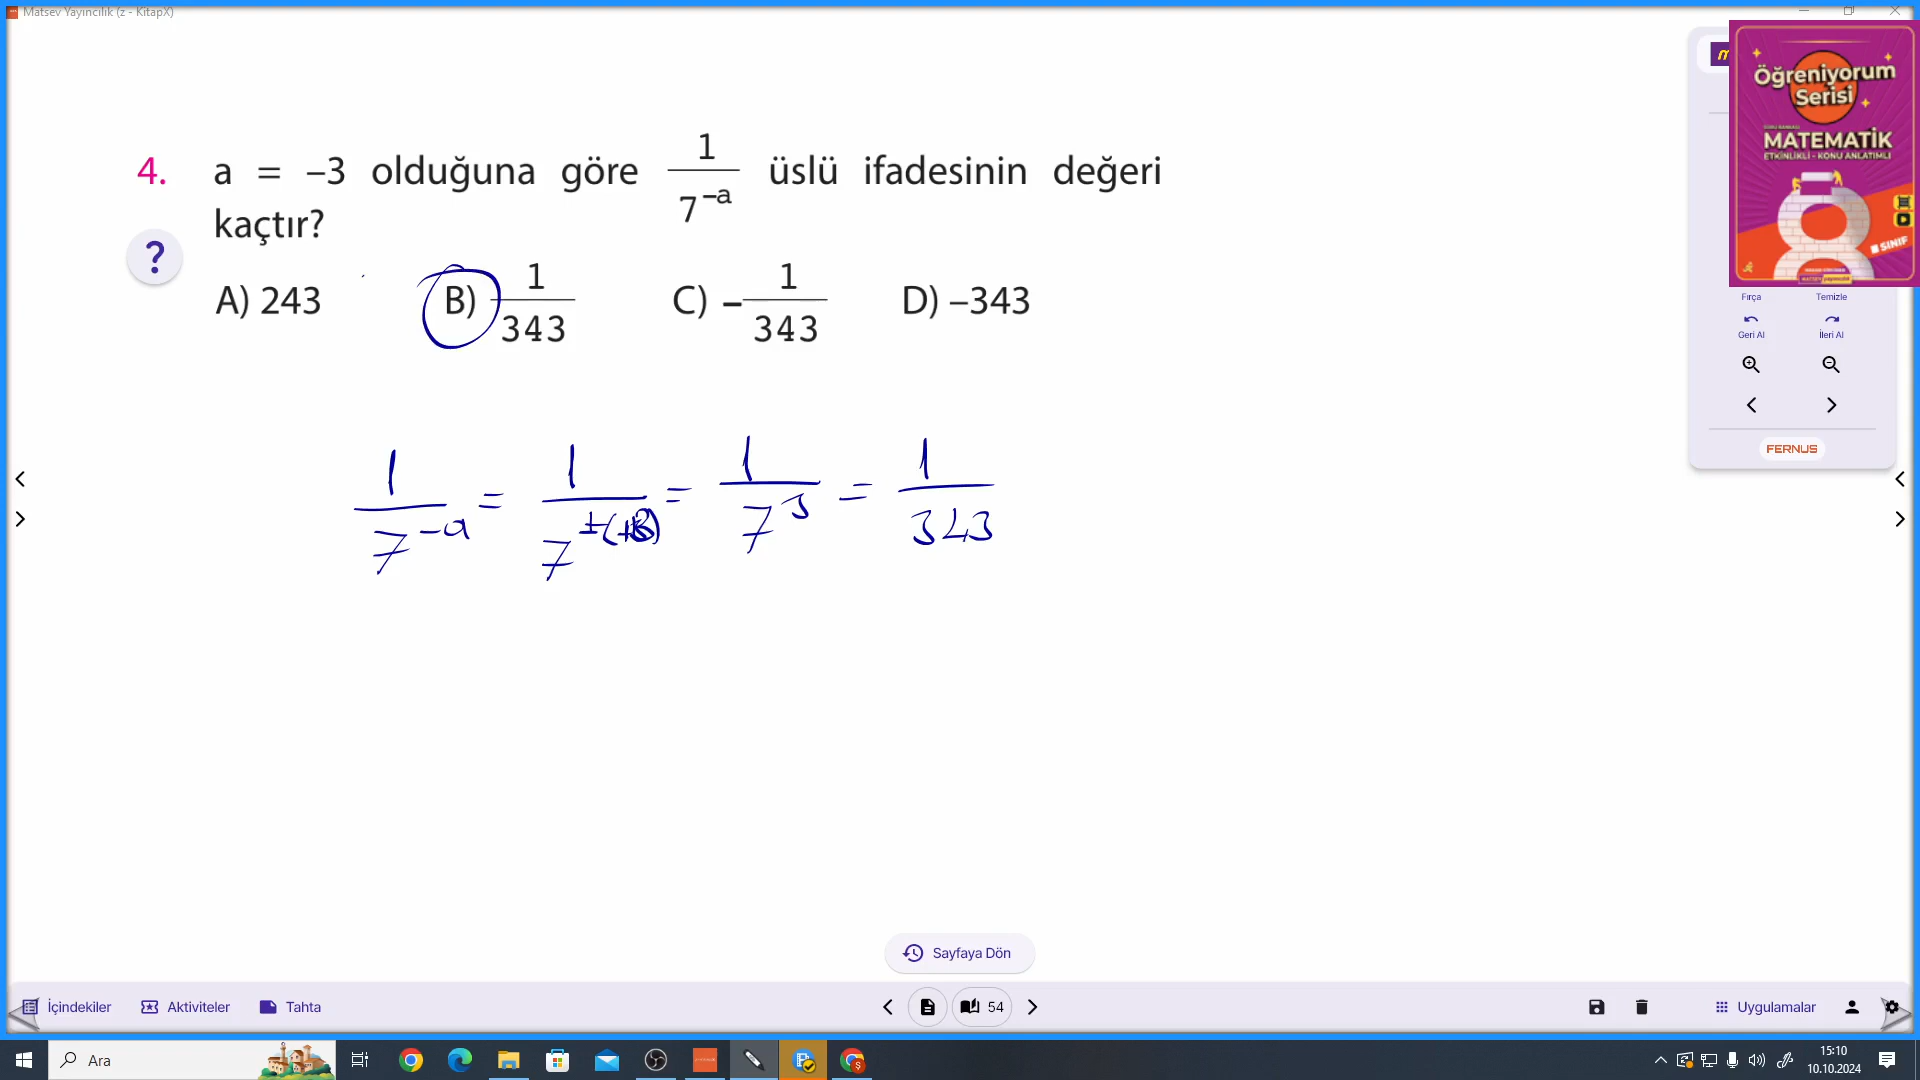 Matsev Yayıncılık (z - KitapX)
4. a = –3 olduğuna göre 1/7^–a üslü ifadesinin değeri
kaçtır?
?
A) 243 B) 1/343 C) –1/343 D) –343
1/7^–a = 1/7 = 1/7^3 = 1/343
Öğreniyorum
Serisi
MATEMATİK
ETKİNLİKLİ - KONU ANLATIMLI
8
SINIF
Fırça Temizle
Geri Al İleri Al
FERNUS
Sayfaya Dön
İçindekiler Aktiviteler Tahta 54 Uygulamalar
Ara 15:10
10.10.2024